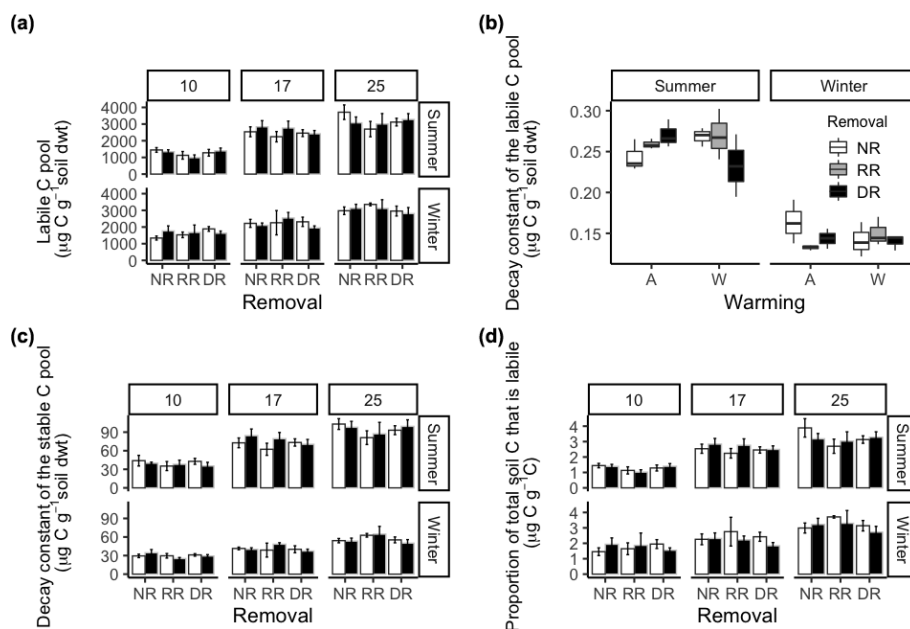 (a)
10 17 25
Labile C pool
(µg C g⁻¹soil dwt)
4000
3000
2000
1000
0
Summer
4000
3000
2000
1000
0
Winter
NR RR DR NR RR DR NR RR DR
Removal
(b)
Decay constant of the labile C pool
(µg C g⁻¹soil dwt)
Summer Winter
0.30
0.25
0.20
0.15
Removal
NR
RR
DR
A W A W
Warming
(c)
10 17 25
Decay constant of the stable C pool
(µg C g⁻¹soil dwt)
90
60
30
0
Summer
90
60
30
0
Winter
NR RR DR NR RR DR NR RR DR
Removal
(d)
10 17 25
Proportion of total soil C that is labile
(µg C g⁻¹C)
4
3
2
1
0
Summer
4
3
2
1
0
Winter
NR RR DR NR RR DR NR RR DR
Removal